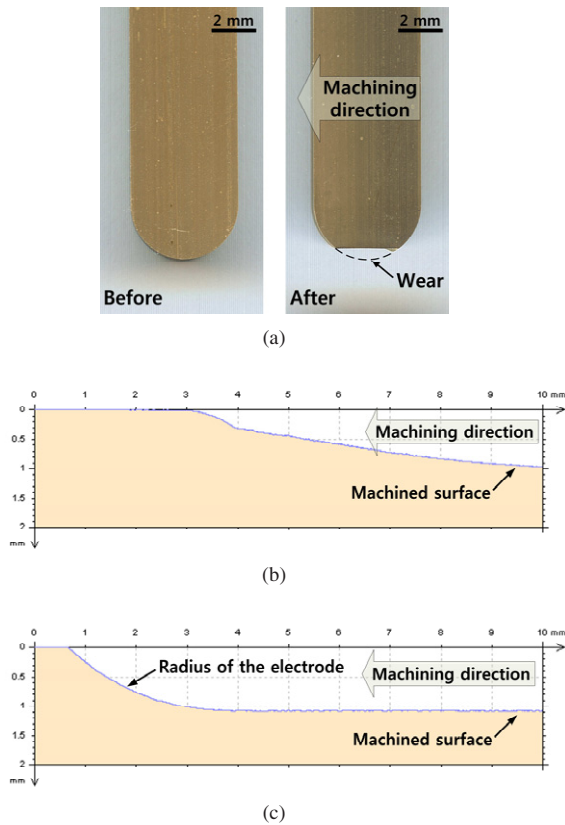 2 mm
2 mm
Machining
direction
Wear
Before
After
(a)
0 1 2 3 4 5 6 7 8 9 10 mm
0
0.5
1
1.5
2
mm
Machining direction
Machined surface
(b)
0 1 2 3 4 5 6 7 8 9 10 mm
0
0.5
1
1.5
2
mm
Radius of the electrode
Machining direction
Machined surface
(c)